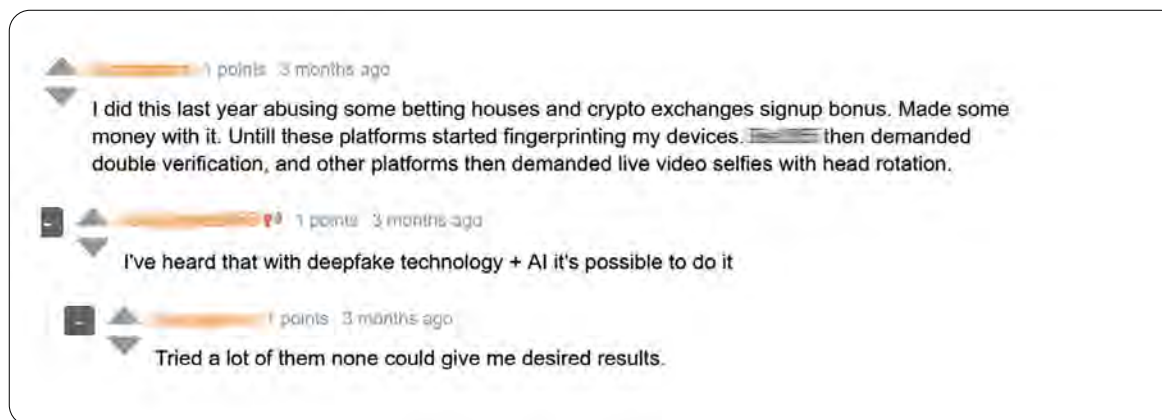 1 points 3 months ago
I did this last year abusing some betting houses and crypto exchanges signup bonus. Made some
money with it. Untill these platforms started fingerprinting my devices. then demanded
double verification, and other platforms then demanded live video selfies with head rotation.
1 points 3 months ago
I've heard that with deepfake technology + AI it's possible to do it
1 points 3 months ago
Tried a lot of them none could give me desired results.